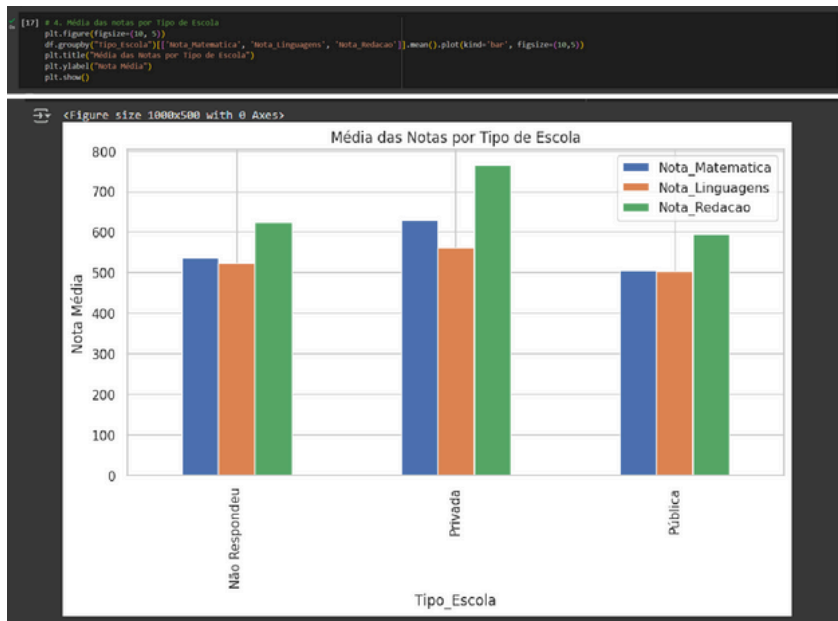 [17] # 4. Média das notas por Tipo de Escola
plt.figure(figsize=(10, 5))
df.groupby("Tipo_Escola")[['Nota_Matematica', 'Nota_Linguagens', 'Nota_Redacao']].mean().plot(kind='bar', figsize=(10,5))
plt.title("Média das Notas por Tipo de Escola")
plt.ylabel("Nota Média")
plt.show()
<Figure size 1000x500 with 0 Axes>
Média das Notas por Tipo de Escola
800
700
600
500
400
300
200
100
0
Nota Média
Nota_Matematica
Nota_Linguagens
Nota_Redacao
Não Respondeu
Privada
Pública
Tipo_Escola